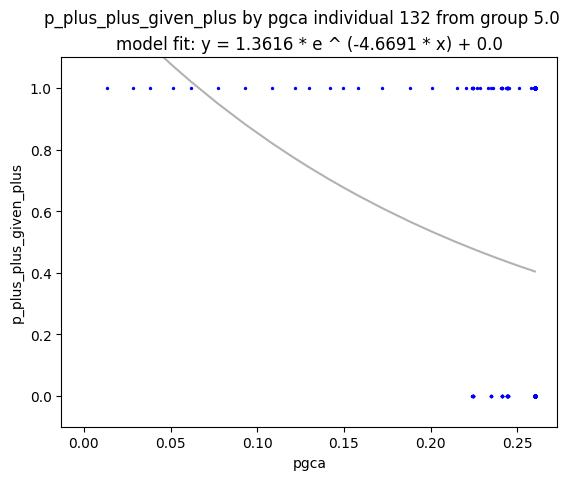 p_plus_plus_given_plus by pgca individual 132 from group 5.0
model fit: y = 1.3616 * e ^ (-4.6691 * x) + 0.0
1.0
0.8
0.6
0.4
0.2
0.0
p_plus_plus_given_plus
0.00 0.05 0.10 0.15 0.20 0.25
pgca